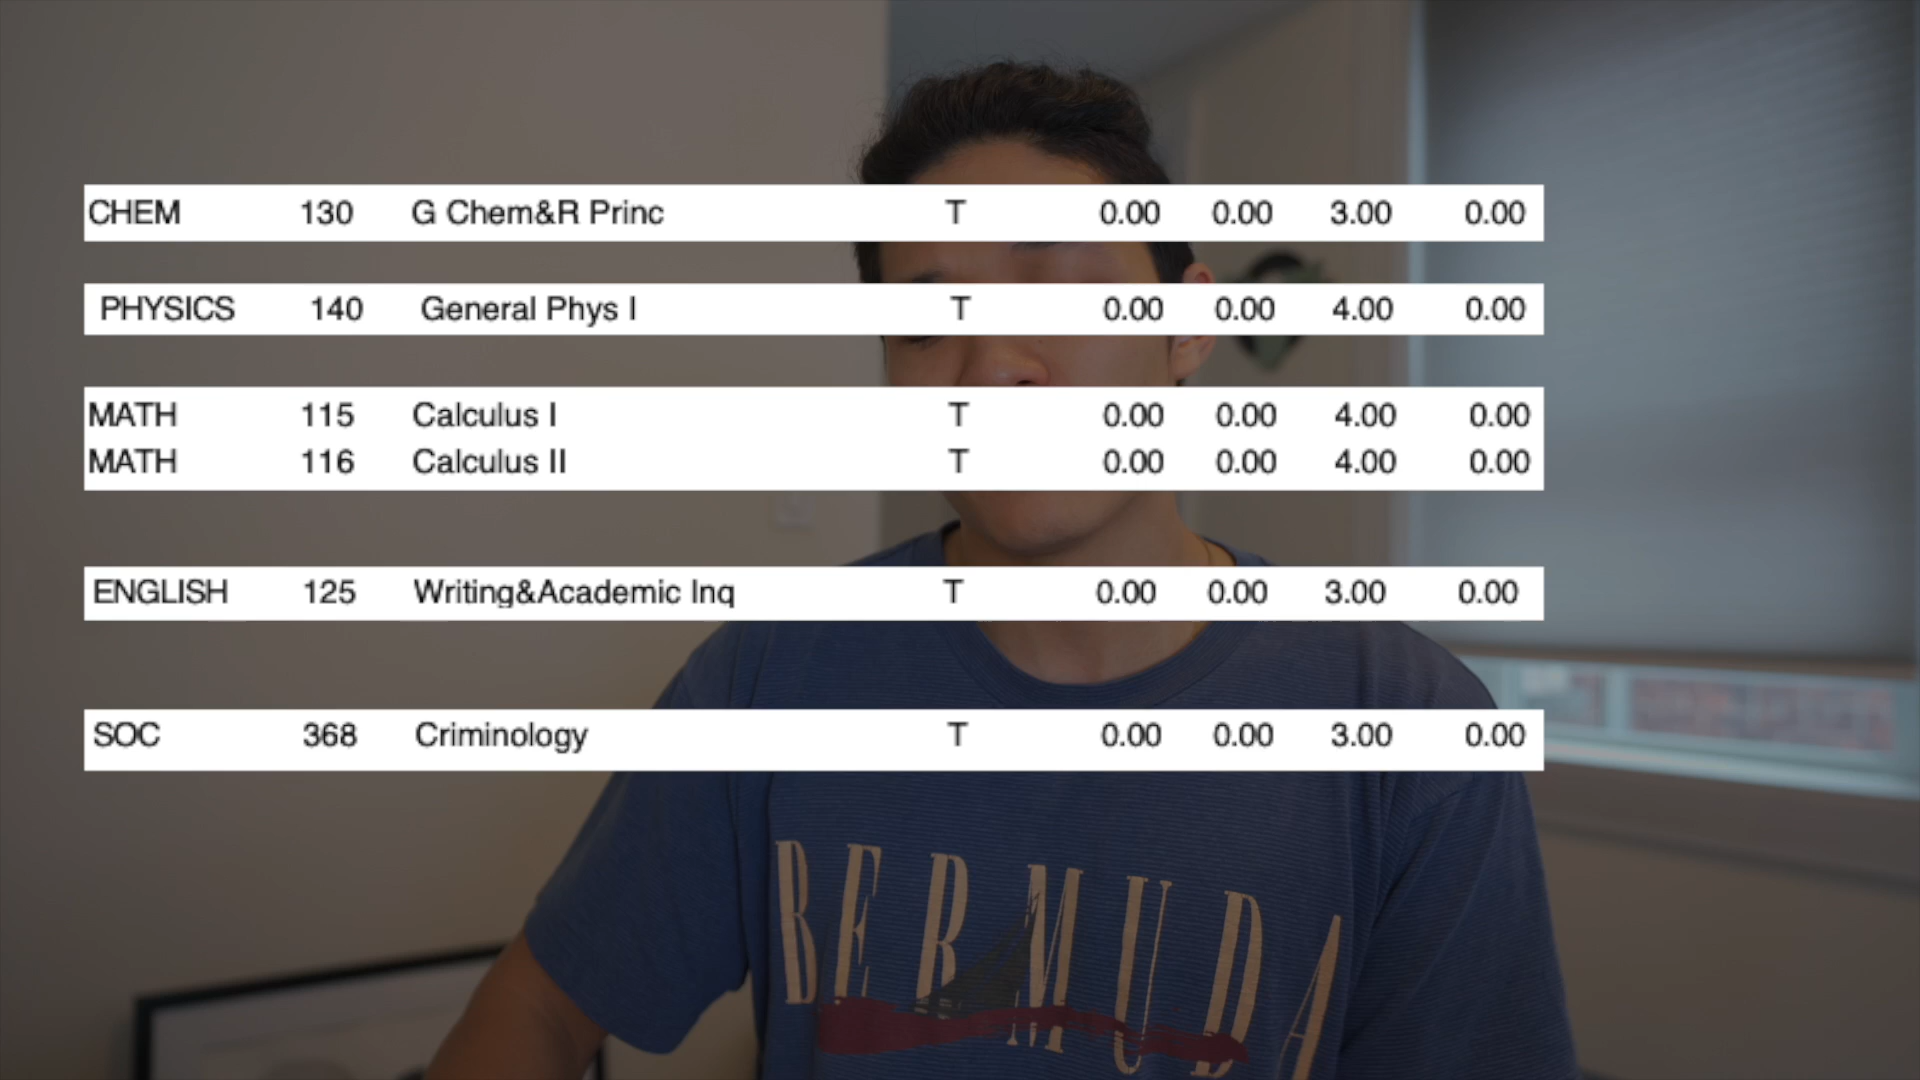 CHEM 130 G Chem&R Princ T 0.00 0.00 3.00 0.00
PHYSICS 140 General Phys I T 0.00 0.00 4.00 0.00
MATH 115 Calculus I T 0.00 0.00 4.00 0.00
MATH 116 Calculus II T 0.00 0.00 4.00 0.00
ENGLISH 125 Writing&Academic Inq T 0.00 0.00 3.00 0.00
SOC 368 Criminology T 0.00 0.00 3.00 0.00
BERMUDA